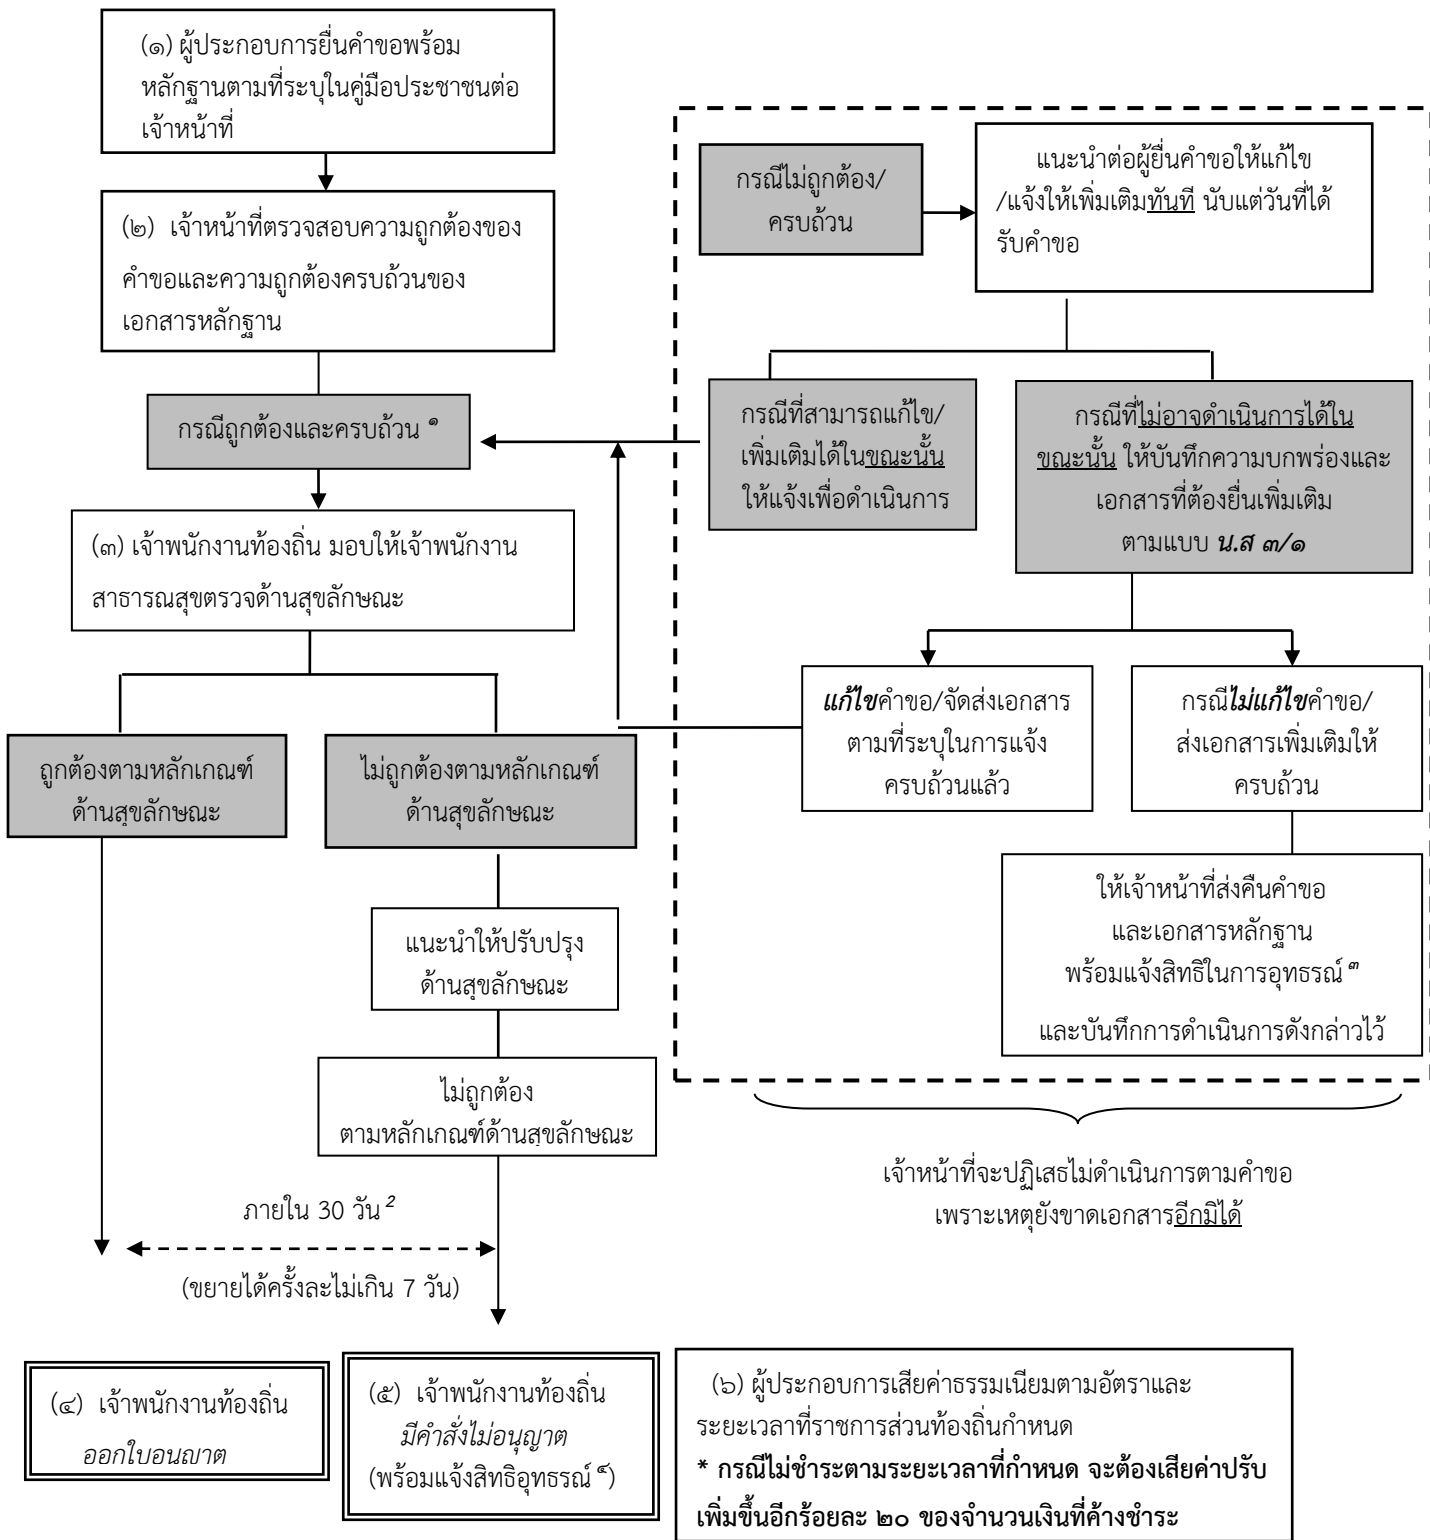 (๑) ผู้ประกอบการยื่นคำขอพร้อม
หลักฐานตามที่ระบุในคู่มือประชาชนต่อ
เจ้าหน้าที่
(๒) เจ้าหน้าที่ตรวจสอบความถูกต้องของ
คำขอและความถูกต้องครบถ้วนของ
เอกสารหลักฐาน
กรณีถูกต้องและครบถ้วน ๑
(๓) เจ้าพนักงานท้องถิ่น มอบให้เจ้าพนักงาน
สาธารณสุขตรวจด้านสุขลักษณะ
ถูกต้องตามหลักเกณฑ์
ด้านสุขลักษณะ
ไม่ถูกต้องตามหลักเกณฑ์
ด้านสุขลักษณะ
แนะนำให้ปรับปรุง
ด้านสุขลักษณะ
ไม่ถูกต้อง
ตามหลักเกณฑ์ด้านสุขลักษณะ
ภายใน 30 วัน 2
(ขยายได้ครั้งละไม่เกิน 7 วัน)
(๔) เจ้าพนักงานท้องถิ่น
ออกใบอนุญาต
(๕) เจ้าพนักงานท้องถิ่น
มีคำสั่งไม่อนุญาต
(พร้อมแจ้งสิทธิอุทธรณ์ ๔)
กรณีไม่ถูกต้อง/
ครบถ้วน
แนะนำต่อผู้ยื่นคำขอให้แก้ไข
/แจ้งให้เพิ่มเติมทันที นับแต่วันที่ได้
รับคำขอ
กรณีที่สามารถแก้ไข/
เพิ่มเติมได้ในขณะนั้น
ให้แจ้งเพื่อดำเนินการ
กรณีที่ไม่อาจดำเนินการได้ใน
ขณะนั้น ให้บันทึกความบกพร่องและ
เอกสารที่ต้องยื่นเพิ่มเติม
ตามแบบ น.ส ๓/๑
แก้ไขคำขอ/จัดส่งเอกสาร
ตามที่ระบุในการแจ้ง
ครบถ้วนแล้ว
กรณีไม่แก้ไขคำขอ/
ส่งเอกสารเพิ่มเติมให้
ครบถ้วน
ให้เจ้าหน้าที่ส่งคืนคำขอ
และเอกสารหลักฐาน
พร้อมแจ้งสิทธิในการอุทธรณ์ ๓
และบันทึกการดำเนินการดังกล่าวไว้
เจ้าหน้าที่จะปฏิเสธไม่ดำเนินการตามคำขอ
เพราะเหตุยังขาดเอกสารอีกมิได้
(๖) ผู้ประกอบการเสียค่าธรรมเนียมตามอัตราและ
ระยะเวลาที่ราชการส่วนท้องถิ่นกำหนด
* กรณีไม่ชำระตามระยะเวลาที่กำหนด จะต้องเสียค่าปรับ
เพิ่มขึ้นอีกร้อยละ ๒๐ ของจำนวนเงินที่ค้างชำระ